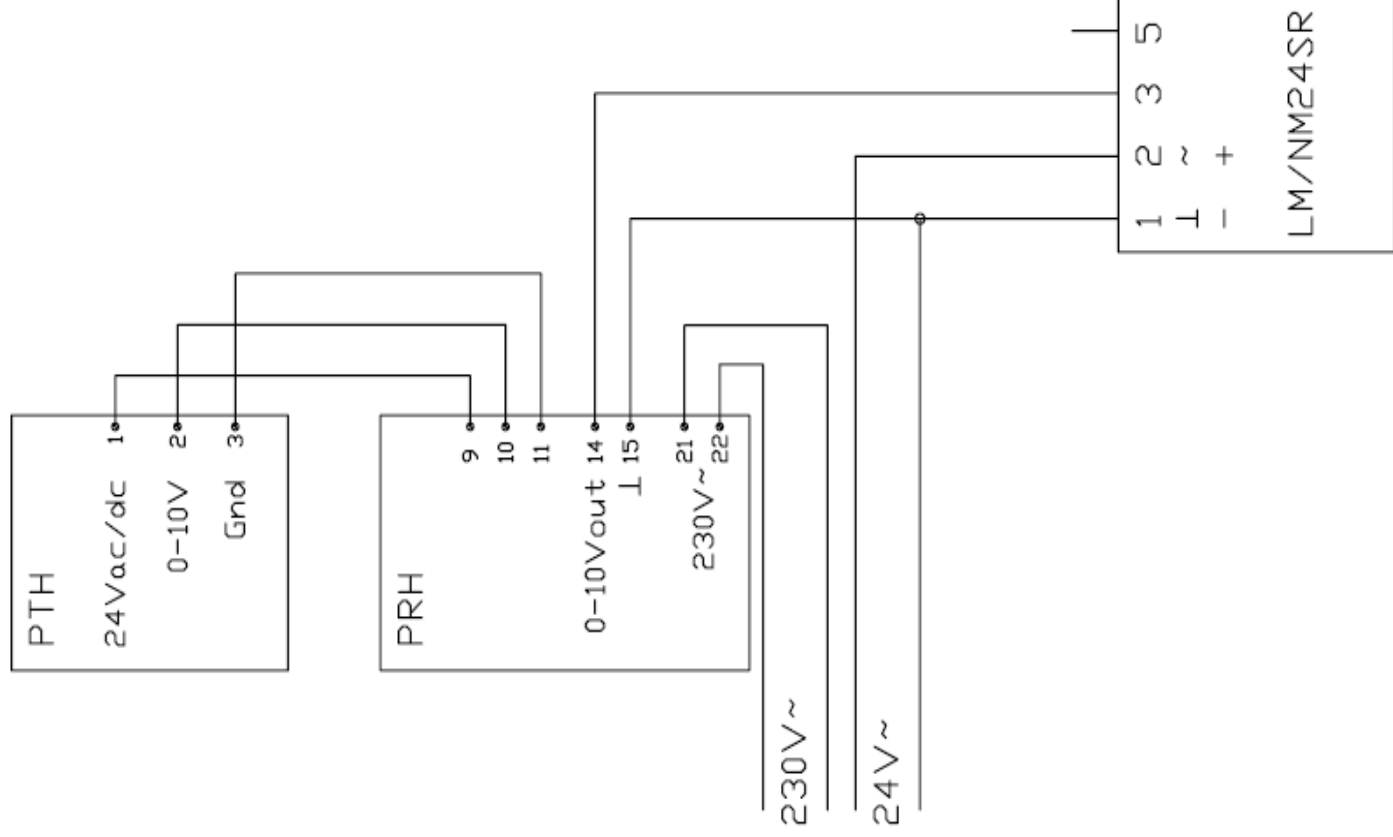 PTH
24Vac/dc 1
0-10V 2
Gnd 3
PRH
9
10
11
0-10Vout 14
⊥ 15
21
230V~ 22
230V~
24V~
1 2 3 5
⊥ ~
- +
LM/NM24SR